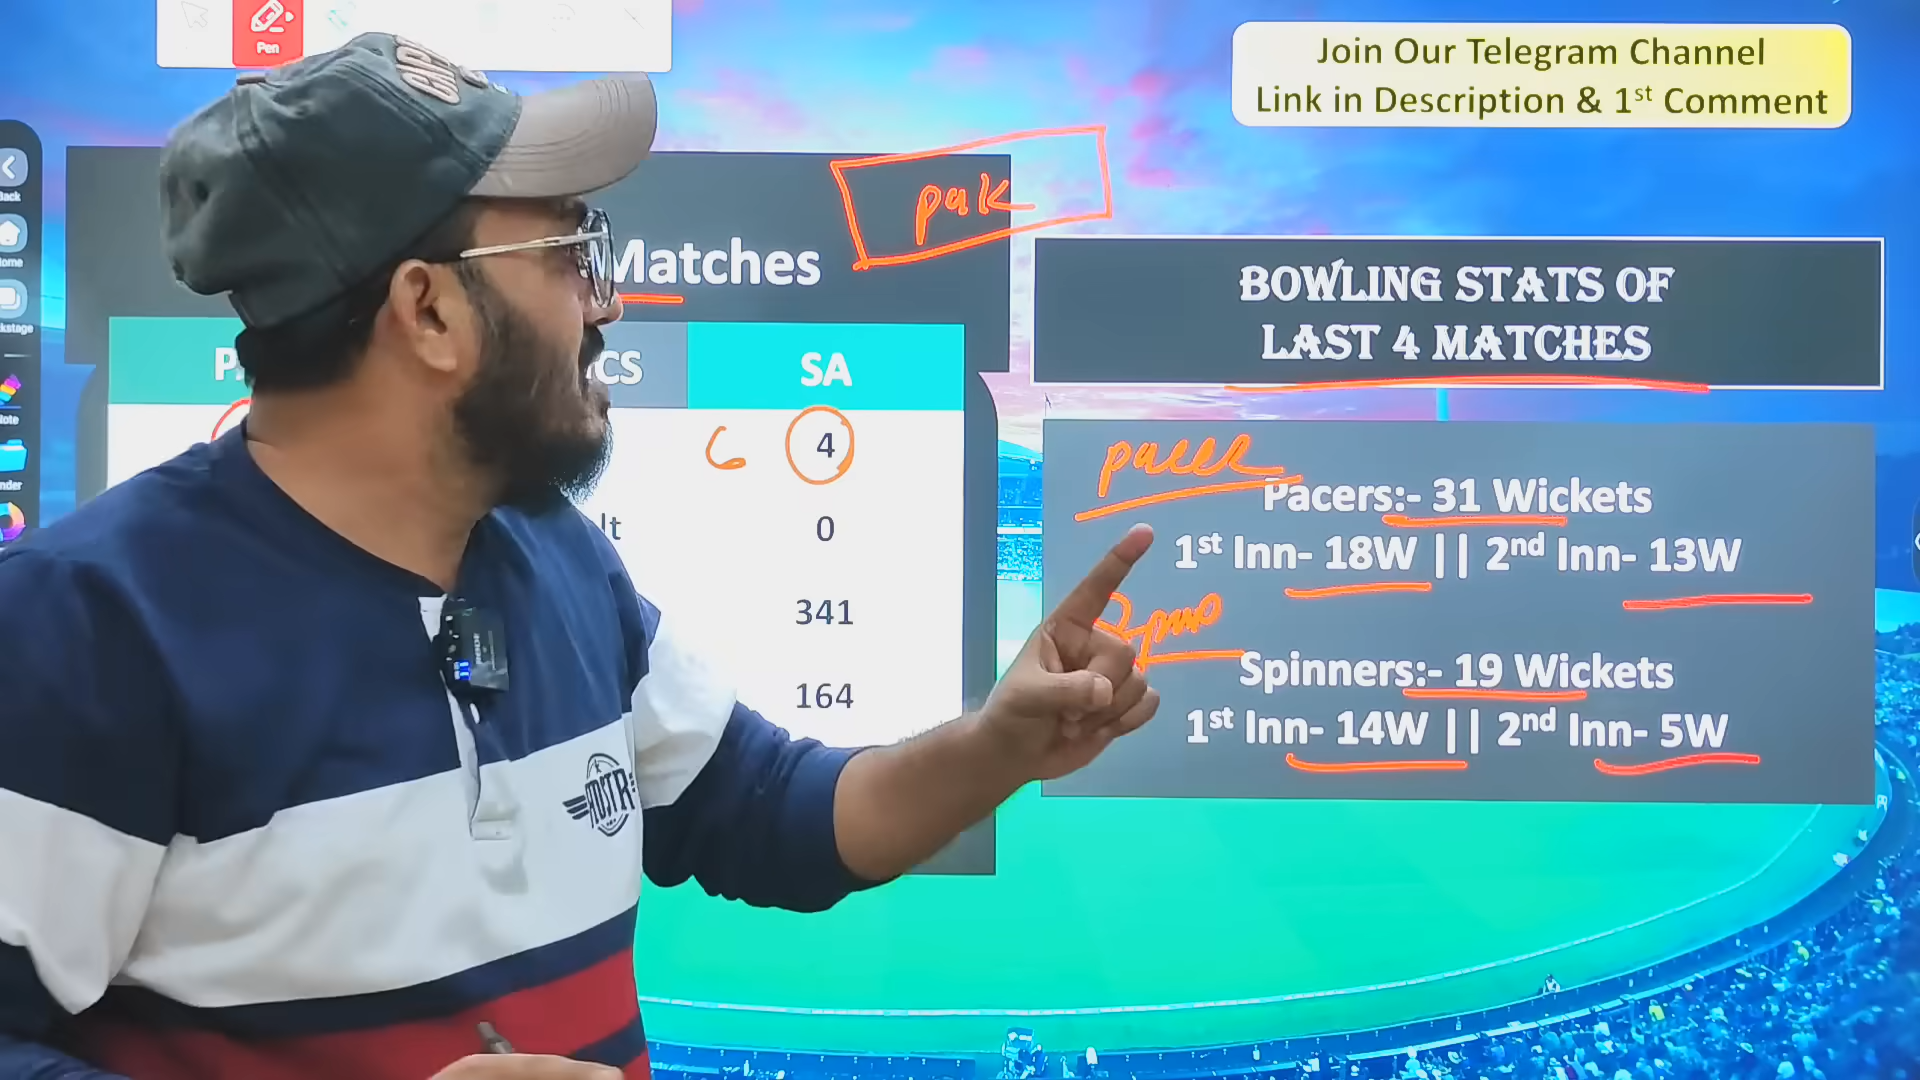 Pen
Join Our Telegram Channel
Link in Description & 1st Comment
pak
Matches
SA
4
6
0
341
164
BOWLING STATS OF
LAST 4 MATCHES
pacer
Pacers:- 31 Wickets
1st Inn- 18W || 2nd Inn- 13W
Spinners:- 19 Wickets
1st Inn- 14W || 2nd Inn- 5W